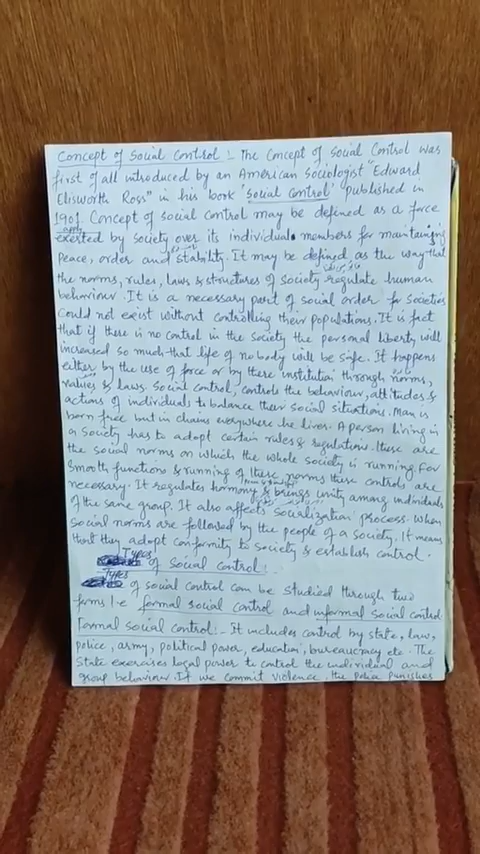 Concept of Social Control :- The Concept of Social Control was
first of all introduced by an American Sociologist "Edward
Elisworth Ross" in his book 'Social Control' published in
1901 Concept of social control may be defined as a force
exerted by society over its individual members for maintaining
peace, order and stability. It may be defined as the way that
the norms, rules, laws & structures of society regulate human
behaviour. It is a necessary part of social order for Societies
could not exist without controlling their populations. It is fact
that if there is no control in the society the personal liberty will
increased so much that life of nobody will be safe. It happens
either by the use of force or by these institution through norms,
values & laws. social control, controls the behaviour, attitudes &
actions of individuals to balance their social situations. Man is
born free but in chains everywhere he lives. A person living in
a society has to adopt certain rules & regulation. these are
the social norms on which the whole society is running. for
smooth functions & running of these norms these controls are
necessary. It regulates harmony & brings unity among individuals
of the same group. It also affects socialization process. When
social norms are followed by the people of a society. It means
that they adopt conformity to society & establish control.
Types of Social Control :
Types of social control can be studied through two
forms i-e formal social control and informal social control
Formal social control :- It includes control by state, law,
police, army, political power, education, bureaucracy etc. The
State exercises legal power to control the individual and
group behaviour. If we commit violence, the police punishes